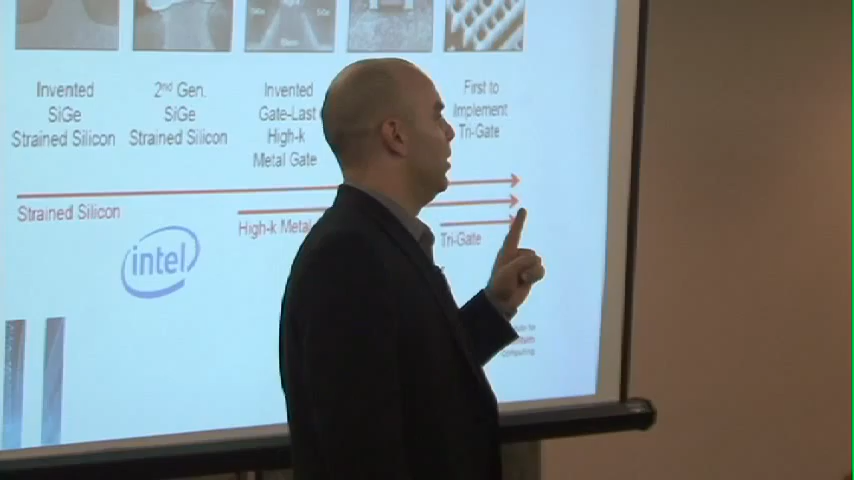 Invented
SiGe
Strained Silicon
2nd Gen.
SiGe
Strained Silicon
Invented
Gate-Last
High-k
Metal Gate
First to
Implement
Tri-Gate
Strained Silicon
High-k Metal
Tri-Gate
intel
computing